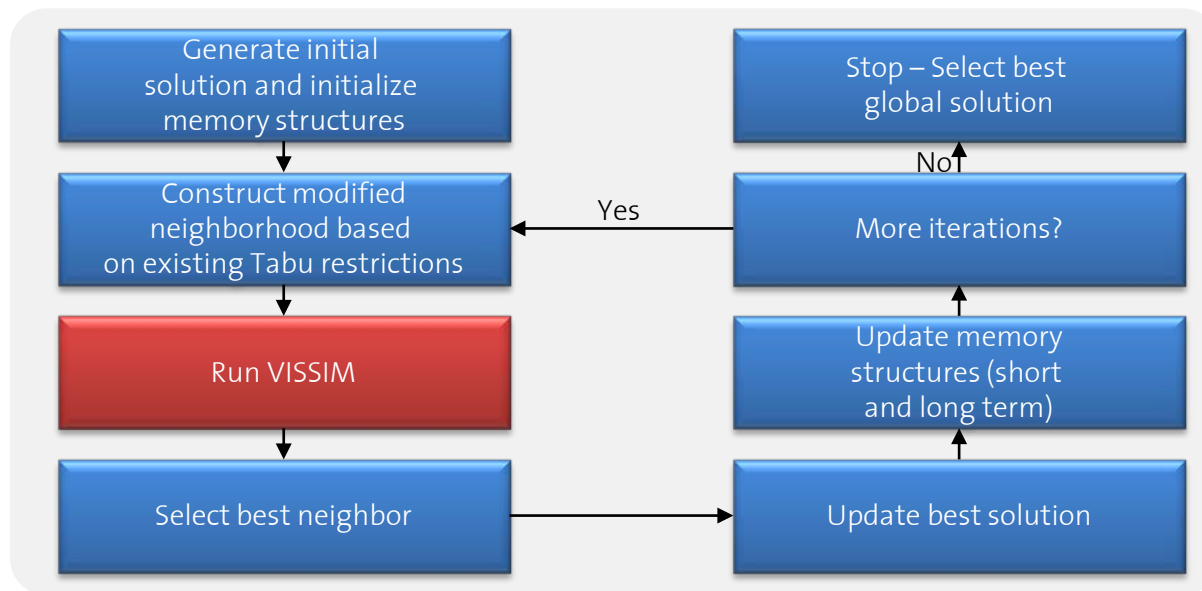 Generate initial
solution and initialize
memory structures
Construct modified
neighborhood based
on existing Tabu restrictions
Run VISSIM
Select best neighbor
Update best solution
Update memory
structures (short
and long term)
More iterations?
Yes
No
Stop – Select best
global solution